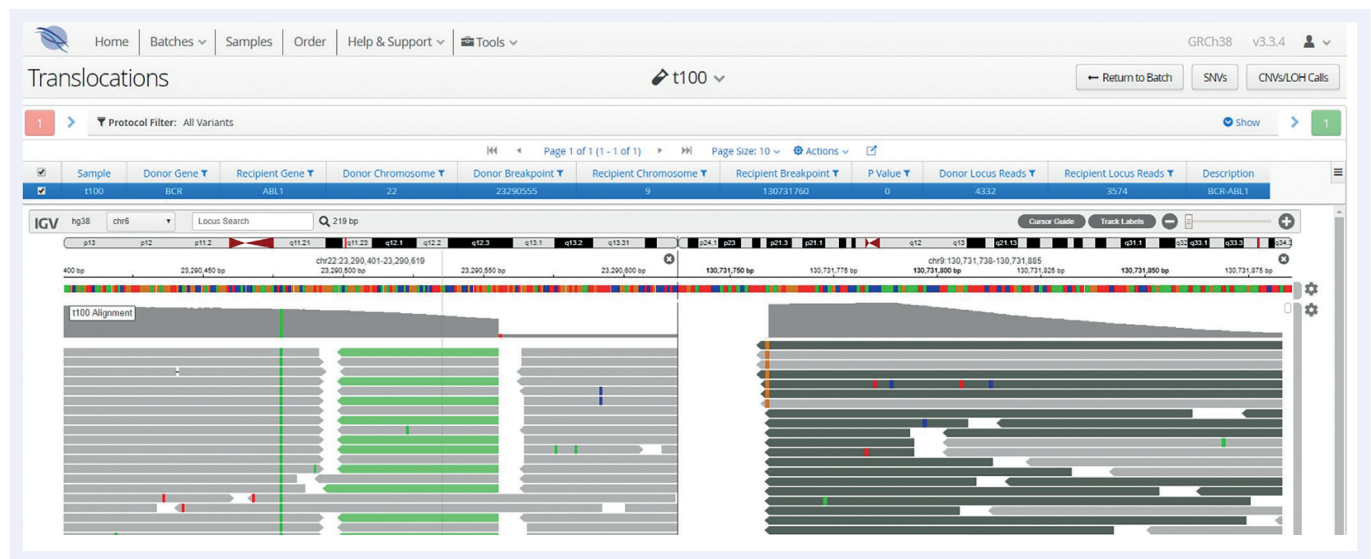 Home Batches Samples Order Help & Support Tools GRCh38 v3.3.4
Translocations t100 ← Return to Batch SNVs CNVs/LOH Calls
1 Protocol Filter: All Variants Show 1
Page 1 of 1 (1 - 1 of 1) Page Size: 10 Actions
Sample Donor Gene Recipient Gene Donor Chromosome Donor Breakpoint Recipient Chromosome Recipient Breakpoint P Value Donor Locus Reads Recipient Locus Reads Description
t100 BCR ABL1 22 23290555 9 130731760 0 4332 3574 BCR-ABL1
IGV hg38 chr6 Locus Search 219 bp Cursor Guide Track Labels
p13 p12 p11.2 q11.21 q11.23 q12.1 q12.2 q12.3 q13.1 q13.2 q13.31 p24.1 p23 p21.3 p21.1 q12 q13 q21.13 q31.1 q32 q33.1 q33.3 q34.3
chr22:23,290,401-23,290,619 chr9:130,731,738-130,731,885
400 bp 23,290,450 bp 23,290,500 bp 23,290,550 bp 23,290,600 bp 130,731,750 bp 130,731,775 bp 130,731,800 bp 130,731,825 bp 130,731,850 bp 130,731,875 bp
t100 Alignment